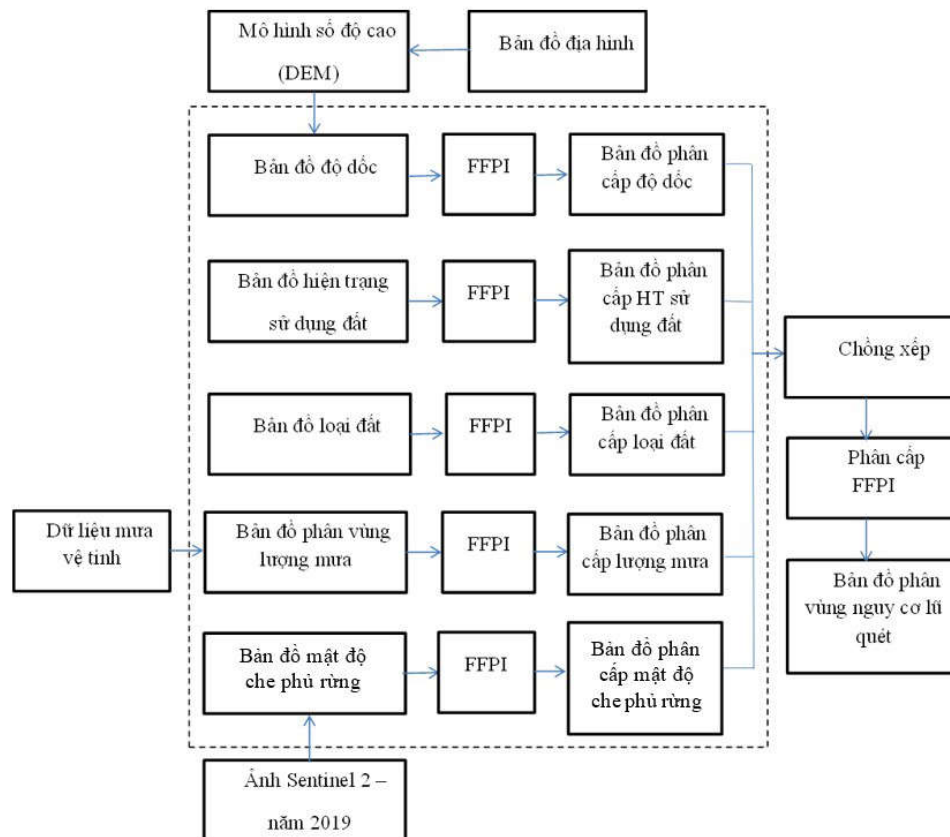 Mô hình số độ cao
(DEM)
Bản đồ địa hình
Bản đồ độ dốc
FFPI
Bản đồ phân
cấp độ dốc
Bản đồ hiện trạng
sử dụng đất
FFPI
Bản đồ phân
cấp HT sử
dụng đất
Chồng xếp
Bản đồ loại đất
FFPI
Bản đồ phân
cấp loại đất
Phân cấp
FFPI
Dữ liệu mưa
vệ tinh
Bản đồ phân vùng
lượng mưa
FFPI
Bản đồ phân
cấp lượng mưa
Bản đồ phân
vùng nguy cơ lũ
quét
Bản đồ mật độ
che phủ rừng
FFPI
Bản đồ phân
cấp mật độ
che phủ rừng
Ảnh Sentinel 2 –
năm 2019